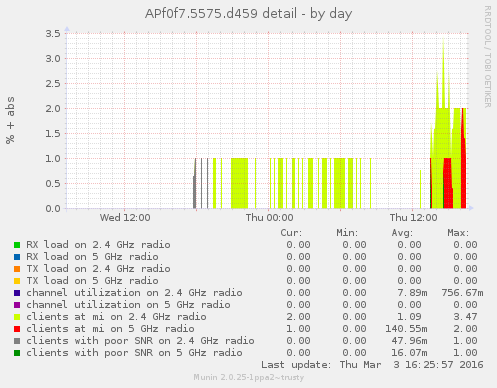 APf0f7.5575.d459 detail - by day
RRDTOOL / TOBI OETIKER
% + abs
3.5
3.0
2.5
2.0
1.5
1.0
0.5
0.0
Wed 12:00 Thu 00:00 Thu 12:00
Cur: Min: Avg: Max:
RX load on 2.4 GHz radio 0.00 0.00 0.00 0.00
RX load on 5 GHz radio 0.00 0.00 0.00 0.00
TX load on 2.4 GHz radio 0.00 0.00 0.00 0.00
TX load on 5 GHz radio 0.00 0.00 0.00 0.00
channel utilization on 2.4 GHz radio 0.00 0.00 7.89m 756.67m
channel utilization on 5 GHz radio 0.00 0.00 0.00 0.00
clients at mi on 2.4 GHz radio 2.00 0.00 1.09 3.47
clients at mi on 5 GHz radio 1.00 0.00 140.55m 2.00
clients with poor SNR on 2.4 GHz radio 0.00 0.00 47.96m 1.00
clients with poor SNR on 5 GHz radio 0.00 0.00 16.07m 1.00
Last update: Thu Mar 3 16:25:57 2016
Munin 2.0.25-1ppa2~trusty